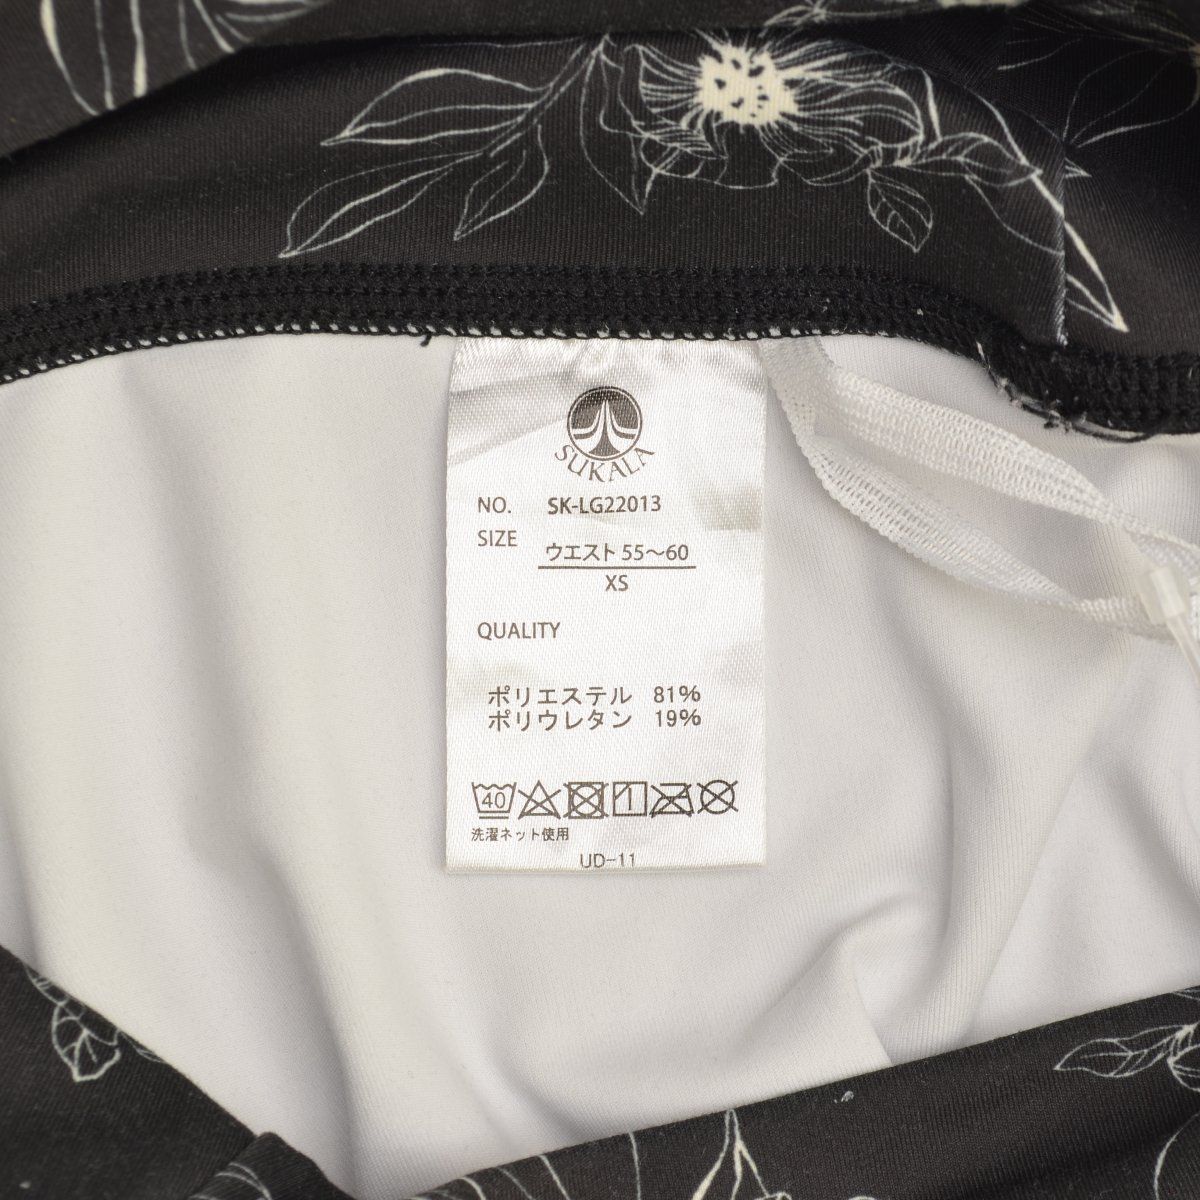 SUKALA
NO. SK-LG22013
SIZE ウエスト 55〜60
XS
QUALITY
ポリエステル 81%
ポリウレタン 19%
40
洗濯ネット使用
UD-11